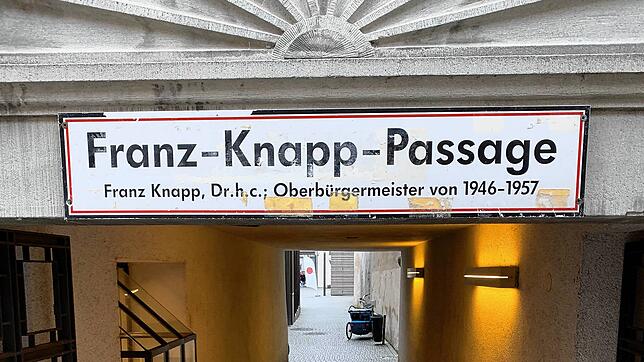 Franz-Knapp-Passage
Franz Knapp, Dr.h.c.; Oberbürgermeister von 1946-1957